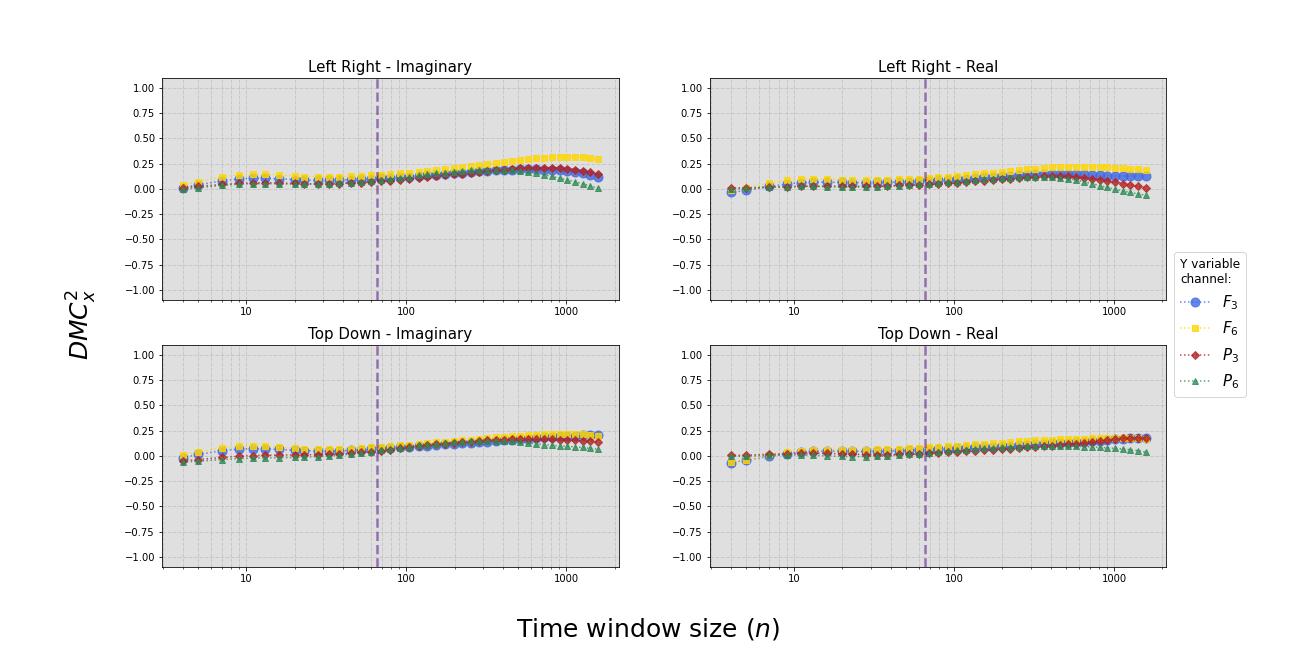 Left Right - Imaginary
1.00
0.75
0.50
0.25
0.00
−0.25
−0.50
−0.75
−1.00
10 100 1000
Left Right - Real
1.00
0.75
0.50
0.25
0.00
−0.25
−0.50
−0.75
−1.00
10 100 1000
Top Down - Imaginary
1.00
0.75
0.50
0.25
0.00
−0.25
−0.50
−0.75
−1.00
10 100 1000
Top Down - Real
1.00
0.75
0.50
0.25
0.00
−0.25
−0.50
−0.75
−1.00
10 100 1000
Y variable
channel:
F₃
F₆
P₃
P₆
DMC²ₓ
Time window size (n)